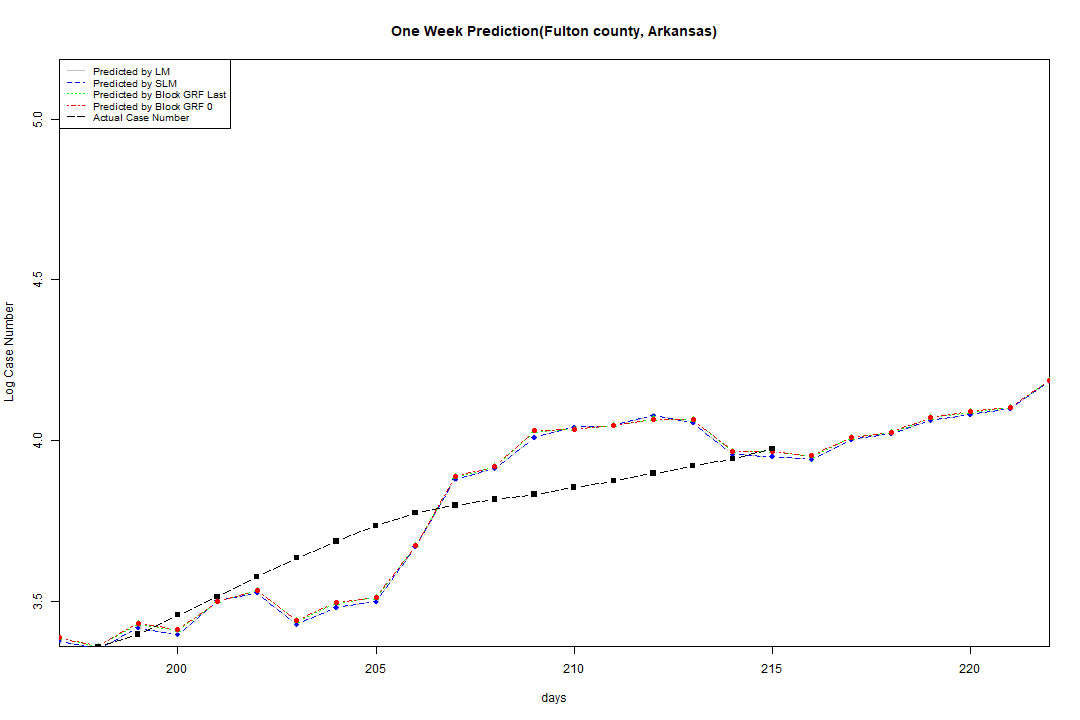 One Week Prediction(Fulton county, Arkansas)
Predicted by LM
Predicted by SLM
Predicted by Block GRF Last
Predicted by Block GRF 0
Actual Case Number
5.0
4.5
4.0
3.5
Log Case Number
200 205 210 215 220
days